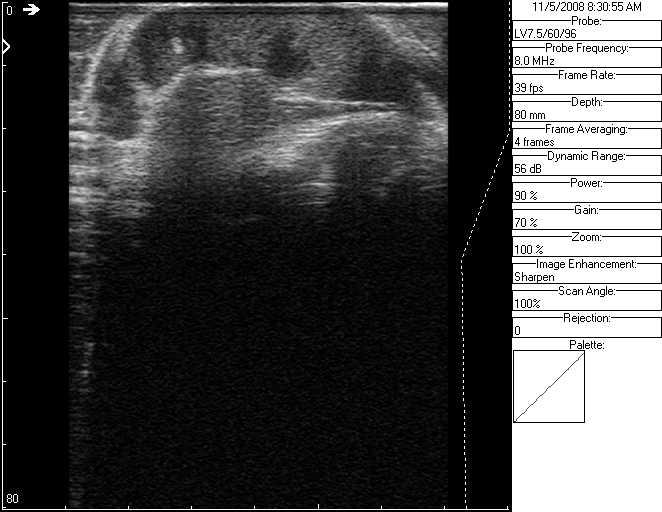 0
80
11/5/2008 8:30:55 AM
Probe:
LV7.5/60/96
Probe Frequency:
8.0 MHz
Frame Rate:
39 fps
Depth:
80 mm
Frame Averaging:
4 frames
Dynamic Range:
56 dB
Power:
90 %
Gain:
70 %
Zoom:
100 %
Image Enhancement:
Sharpen
Scan Angle:
100%
Rejection:
0
Palette: